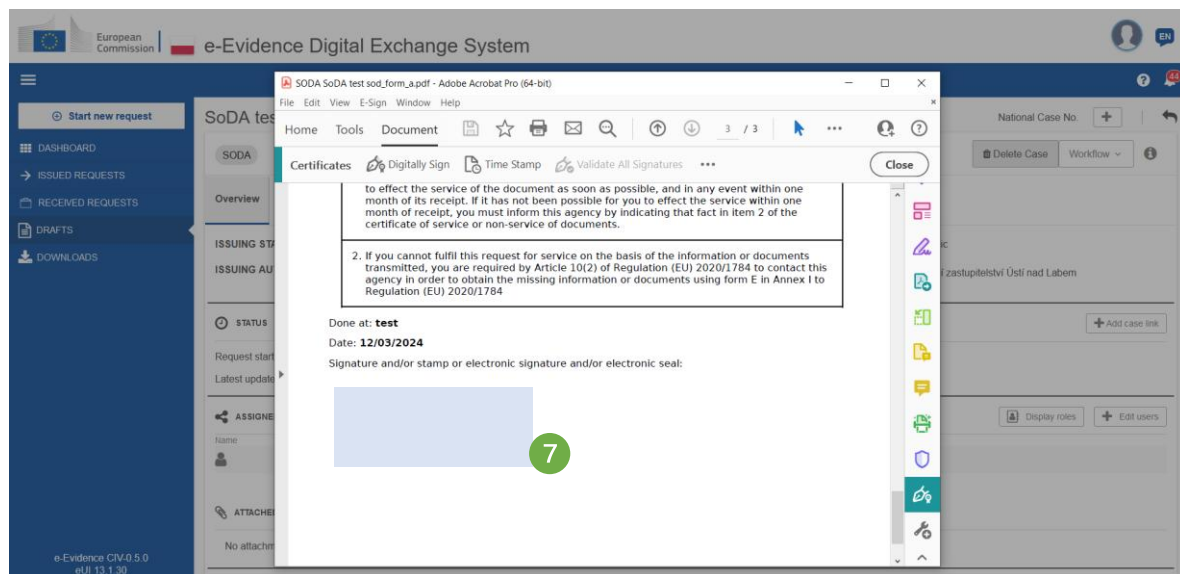 European
Commission
e-Evidence Digital Exchange System
EN
44
Start new request
DASHBOARD
ISSUED REQUESTS
RECEIVED REQUESTS
DRAFTS
DOWNLOADS
e-Evidence CIV-0.5.0
eUI 13.1.30
SoDA tes
National Case No.
SODA
Delete Case
Workflow
Overview
ISSUING STA
ISSUING AU
í zastupitelství Ústí nad Labem
STATUS
Add case link
Request start
Latest update
ASSIGNE
Display roles
Edit users
Name
ATTACHE
No attachm
SODA SoDA test sod_form_a.pdf - Adobe Acrobat Pro (64-bit)
File Edit View E-Sign Window Help
Home Tools Document 3 / 3
Certificates Digitally Sign Time Stamp Validate All Signatures Close
to effect the service of the document as soon as possible, and in any event within one
month of its receipt. If it has not been possible for you to effect the service within one
month of receipt, you must inform this agency by indicating that fact in item 2 of the
certificate of service or non-service of documents.
2. If you cannot fulfil this request for service on the basis of the information or documents
transmitted, you are required by Article 10(2) of Regulation (EU) 2020/1784 to contact this
agency in order to obtain the missing information or documents using form E in Annex I to
Regulation (EU) 2020/1784
Done at: test
Date: 12/03/2024
Signature and/or stamp or electronic signature and/or electronic seal:
7